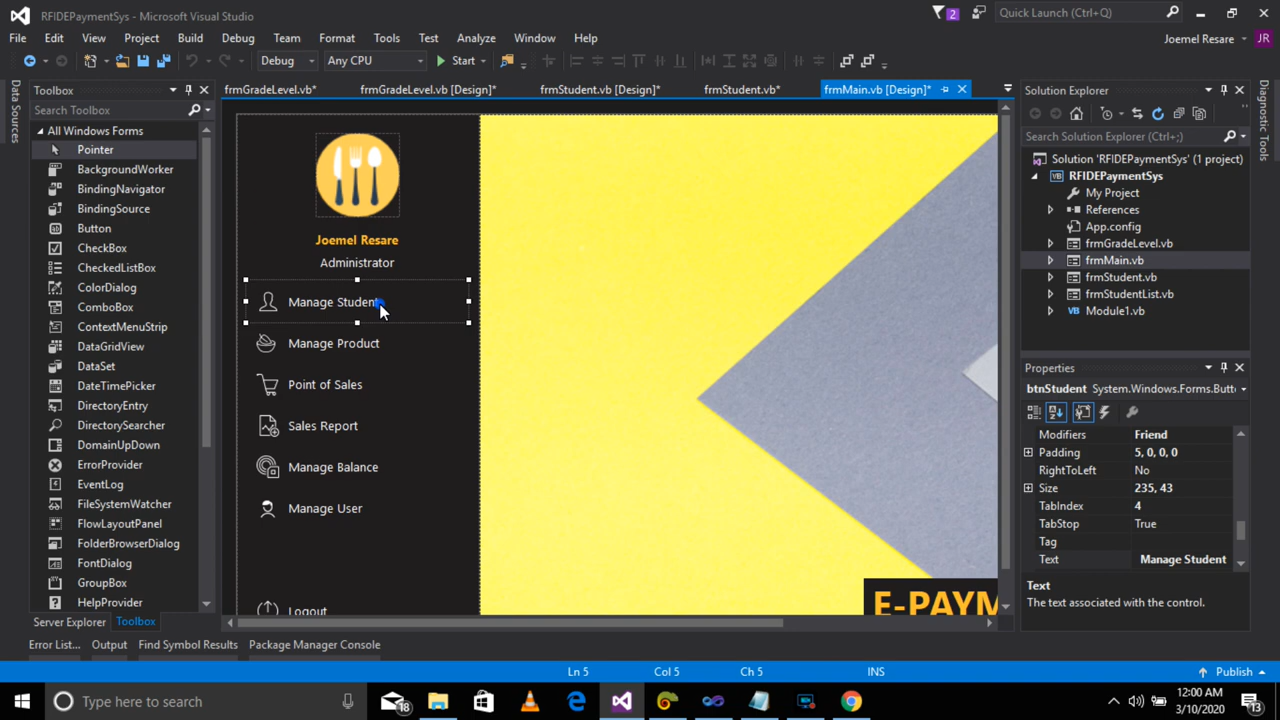 RFIDEPaymentSys - Microsoft Visual Studio
2
Quick Launch (Ctrl+Q)
File Edit View Project Build Debug Team Format Tools Test Analyze Window Help
Joemel Resare
JR
Debug
Any CPU
Start
Data Sources
Toolbox
Search Toolbox
All Windows Forms
Pointer
BackgroundWorker
BindingNavigator
BindingSource
Button
CheckBox
CheckedListBox
ColorDialog
ComboBox
ContextMenuStrip
DataGridView
DataSet
DateTimePicker
DirectoryEntry
DirectorySearcher
DomainUpDown
ErrorProvider
EventLog
FileSystemWatcher
FlowLayoutPanel
FolderBrowserDialog
FontDialog
GroupBox
HelpProvider
Server Explorer
Toolbox
frmGradeLevel.vb*
frmGradeLevel.vb [Design]*
frmStudent.vb [Design]*
frmStudent.vb*
frmMain.vb [Design]*
Joemel Resare
Administrator
Manage Student
Manage Product
Point of Sales
Sales Report
Manage Balance
Manage User
Logout
E-PAYM
Solution Explorer
Search Solution Explorer (Ctrl+;)
Solution 'RFIDEPaymentSys' (1 project)
VB RFIDEPaymentSys
My Project
References
App.config
frmGradeLevel.vb
frmMain.vb
frmStudent.vb
frmStudentList.vb
VB Module1.vb
Diagnostic Tools
Properties
btnStudent System.Windows.Forms.Butt
Modifiers Friend
Padding 5, 0, 0, 0
RightToLeft No
Size 235, 43
TabIndex 4
TabStop True
Tag
Text Manage Student
Text
The text associated with the control.
Error List...
Output
Find Symbol Results
Package Manager Console
Ln 5
Col 5
Ch 5
INS
Publish
Type here to search
18
12:00 AM
3/10/2020
13